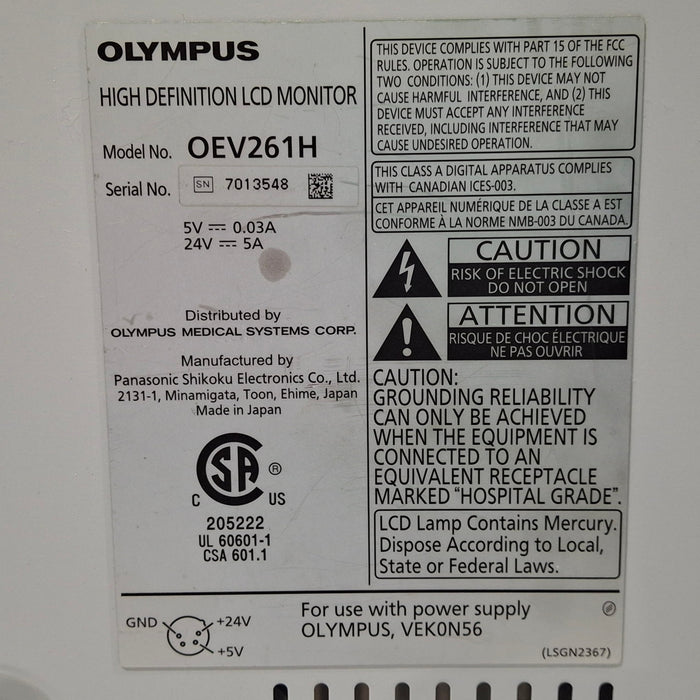 OLYMPUS
HIGH DEFINITION LCD MONITOR
Model No. OEV261H
Serial No. SN 7013548
5V ⎓ 0.03A
24V ⎓ 5A
Distributed by
OLYMPUS MEDICAL SYSTEMS CORP.
Manufactured by
Panasonic Shikoku Electronics Co., Ltd.
2131-1, Minamigata, Toon, Ehime, Japan
Made in Japan
CSA ®
C US
205222
UL 60601-1
CSA 601.1
THIS DEVICE COMPLIES WITH PART 15 OF THE FCC
RULES. OPERATION IS SUBJECT TO THE FOLLOWING
TWO CONDITIONS: (1) THIS DEVICE MAY NOT
CAUSE HARMFUL INTERFERENCE, AND (2) THIS
DEVICE MUST ACCEPT ANY INTERFERENCE
RECEIVED, INCLUDING INTERFERENCE THAT MAY
CAUSE UNDESIRED OPERATION.
THIS CLASS A DIGITAL APPARATUS COMPLIES
WITH CANADIAN ICES-003.
CET APPAREIL NUMÉRIQUE DE LA CLASSE A EST
CONFORME À LA NORME NMB-003 DU CANADA.
CAUTION
RISK OF ELECTRIC SHOCK
DO NOT OPEN
ATTENTION
RISQUE DE CHOC ÉLECTRIQUE
NE PAS OUVRIR
CAUTION:
GROUNDING RELIABILITY
CAN ONLY BE ACHIEVED
WHEN THE EQUIPMENT IS
CONNECTED TO AN
EQUIVALENT RECEPTACLE
MARKED “HOSPITAL GRADE”.
LCD Lamp Contains Mercury.
Dispose According to Local,
State or Federal Laws.
GND +24V
+5V
For use with power supply
OLYMPUS, VEK0N56
(LSGN2367)